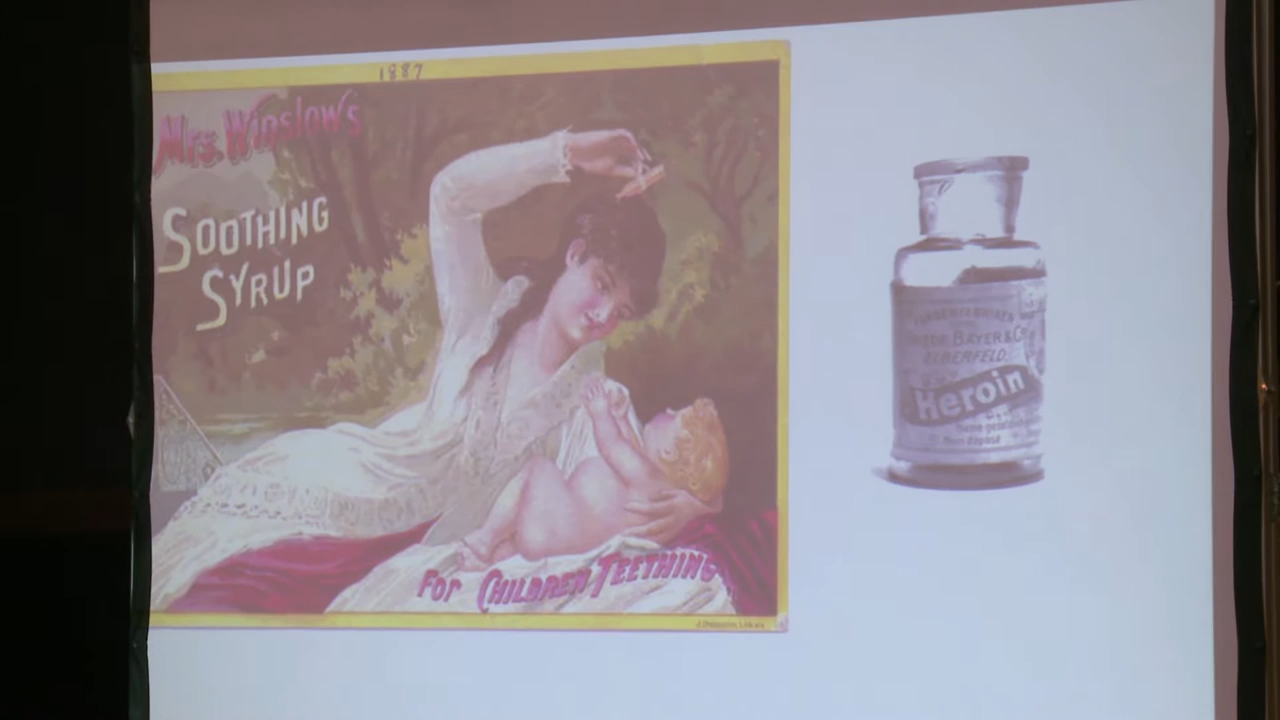 1887
Mrs. Winslow's
SOOTHING
SYRUP
FOR CHILDREN TEETHING
BAYER & Co
ELBERFELD.
Heroin